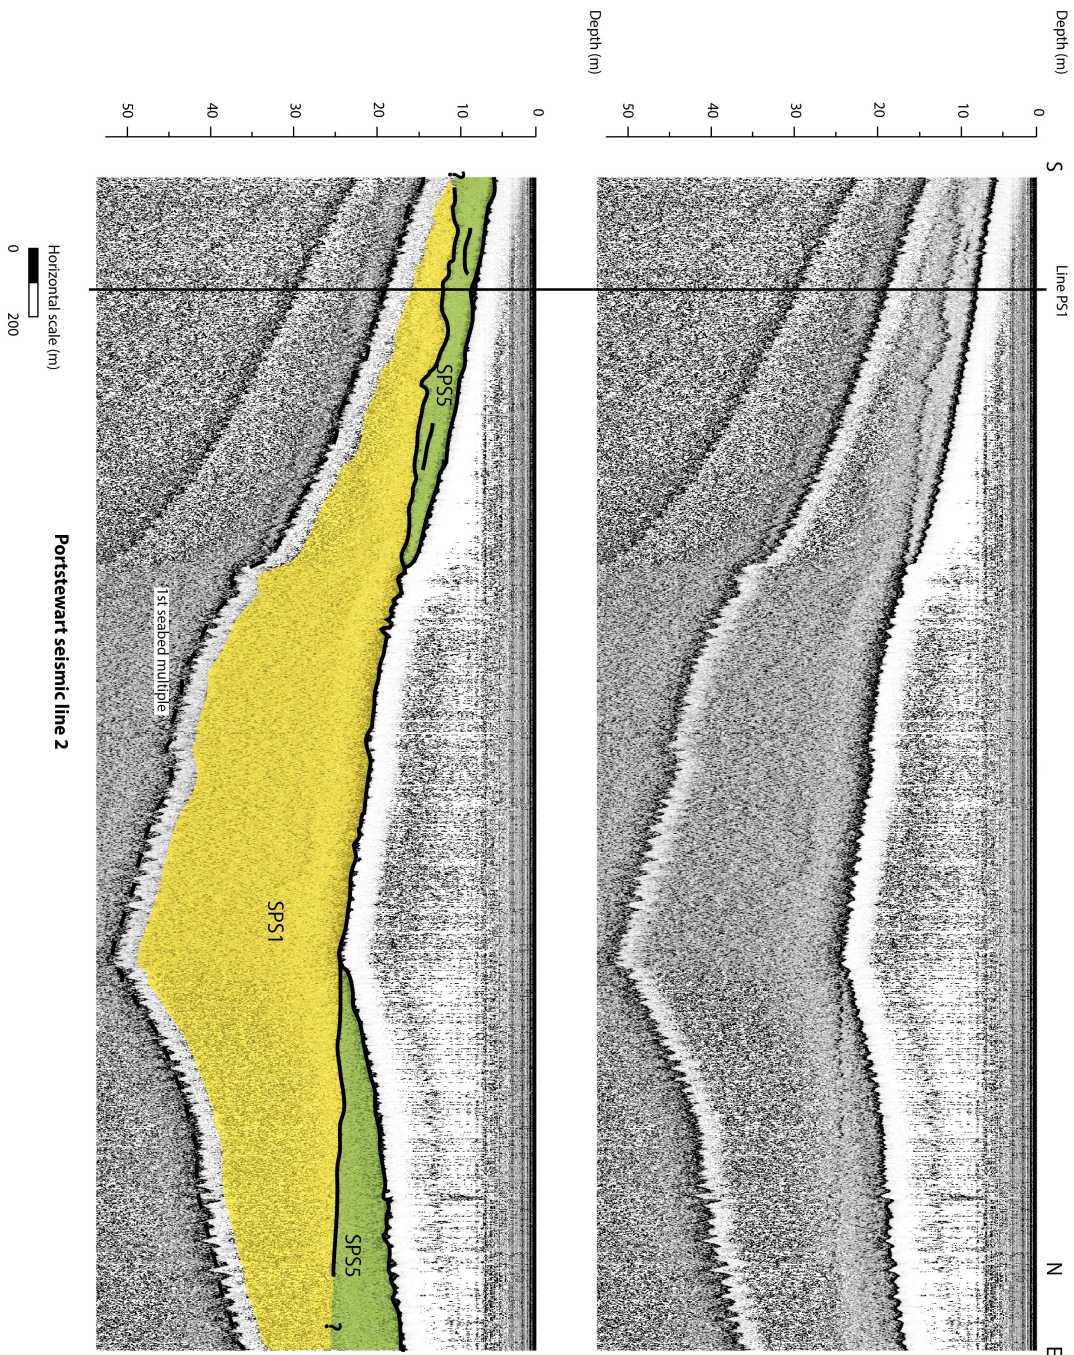 Depth (m)
0
10
20
30
40
50
S
Line PS1
N
E
Depth (m)
0
10
20
30
40
50
?
SPS5
SPS1
SPS5
?
1st seabed multiple
Horizontal scale (m)
0
200
Portstewart seismic line 2